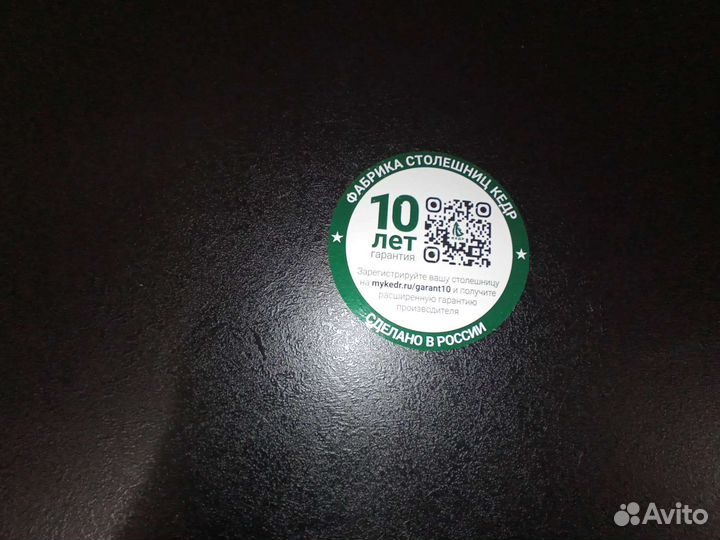 ФАБРИКА СТОЛЕШНИЦ КЕДР
10
лет
гарантия
Зарегистрируйте вашу столешницу
на mykedr.ru/garant10 и получите
расширенную гарантию
производителя
СДЕЛАНО В РОССИИ
Avito